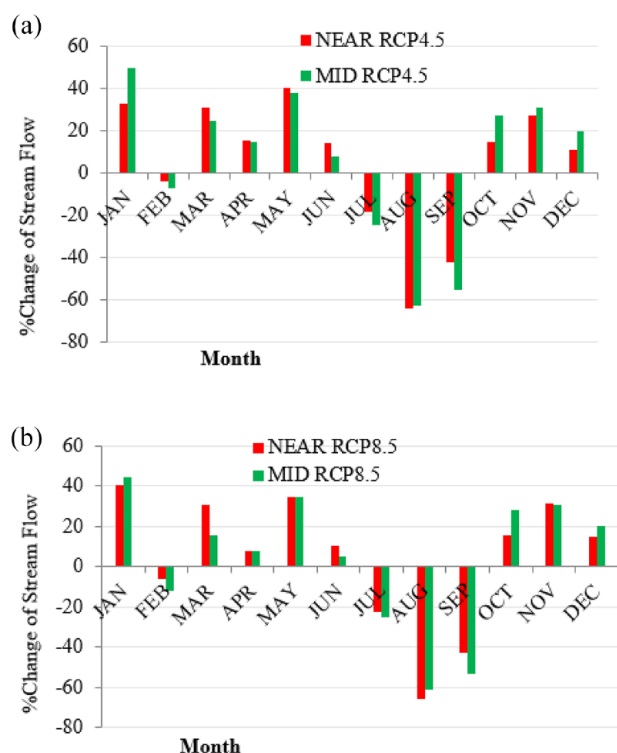 (a)
NEAR RCP4.5
MID RCP4.5
60
40
20
0
-20
-40
-60
-80
%Change of Stream Flow
JAN FEB MAR APR MAY JUN JUL AUG SEP OCT NOV DEC
Month
(b)
NEAR RCP8.5
MID RCP8.5
60
40
20
0
-20
-40
-60
-80
%Change of Stream Flow
JAN FEB MAR APR MAY JUN JUL AUG SEP OCT NOV DEC
Month